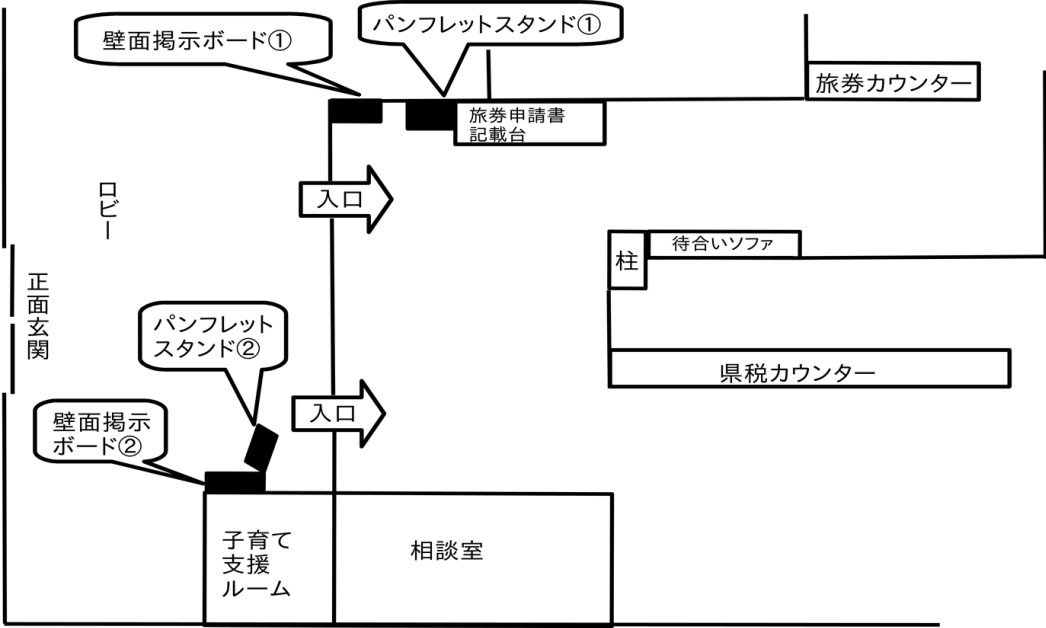 壁面掲示ボード①
パンフレットスタンド①
旅券カウンター
旅券申請書
記載台
入口
ロビー
柱
待合いソファ
正面玄関
パンフレット
スタンド②
県税カウンター
入口
壁面掲示
ボード②
子育て
支援
ルーム
相談室